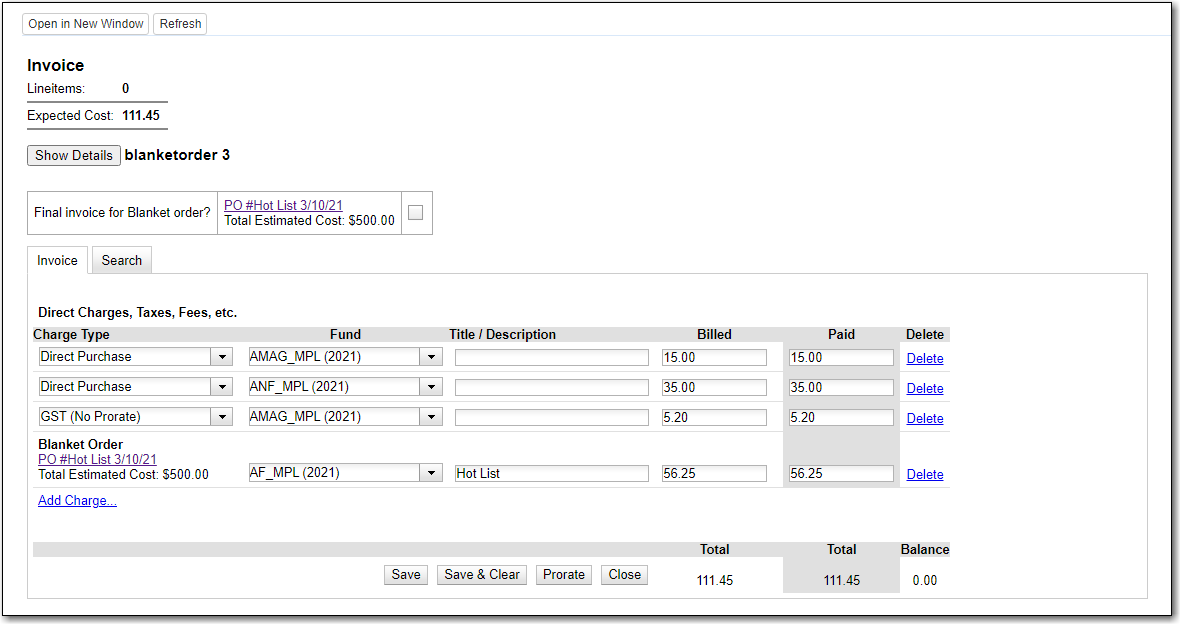 Open in New Window Refresh
Invoice
Lineitems: 0
Expected Cost: 111.45
Show Details blanketorder 3
Final invoice for Blanket order? PO #Hot List 3/10/21
Total Estimated Cost: $500.00
Invoice Search
Direct Charges, Taxes, Fees, etc.
Charge Type Fund Title / Description Billed Paid Delete
Direct Purchase AMAG_MPL (2021) 15.00 15.00 Delete
Direct Purchase ANF_MPL (2021) 35.00 35.00 Delete
GST (No Prorate) AMAG_MPL (2021) 5.20 5.20 Delete
Blanket Order
PO #Hot List 3/10/21
Total Estimated Cost: $500.00 AF_MPL (2021) Hot List 56.25 56.25 Delete
Add Charge...
Total Total Balance
Save Save & Clear Prorate Close 111.45 111.45 0.00